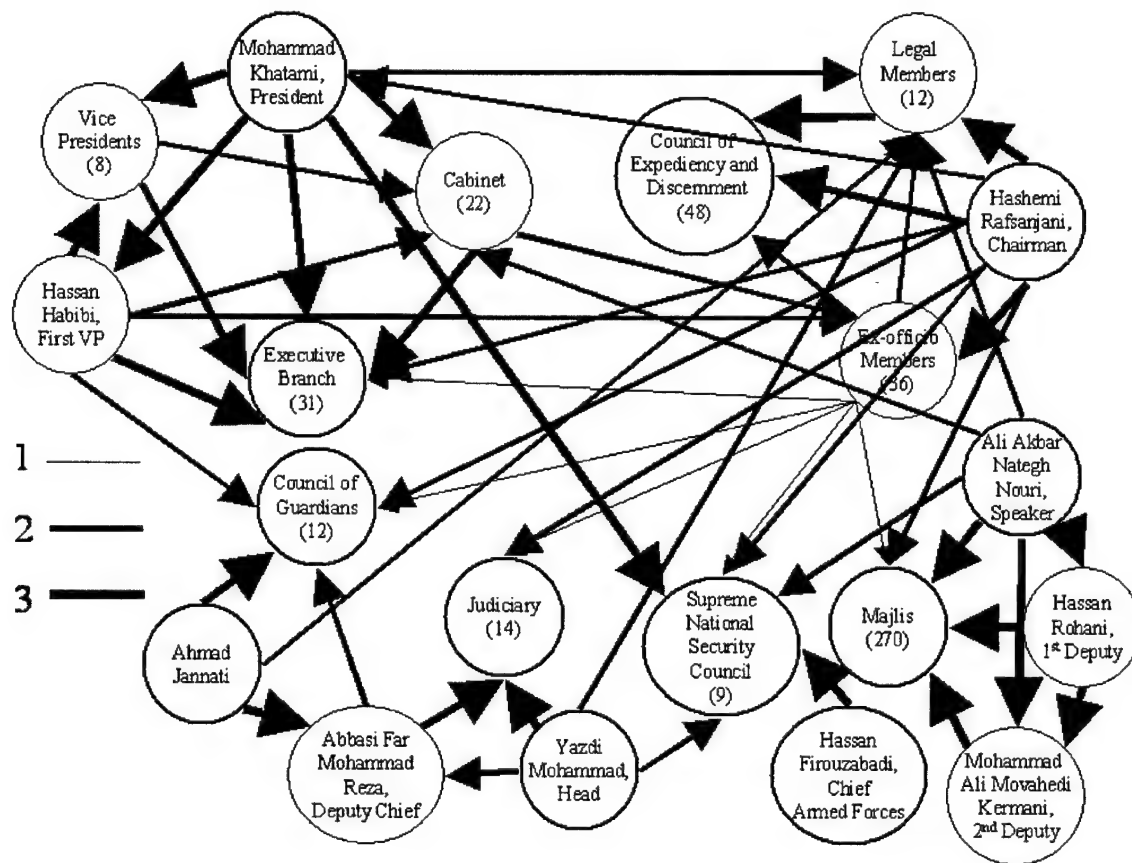 Mohammad
Khatami,
President
Legal
Members
(12)
Vice
Presidents
(8)
Council of
Expediency and
Discernment
(48)
Cabinet
(22)
Hashemi
Rafsanjani,
Chairman
Hassan
Habibi,
First VP
Executive
Branch
(31)
Ex-officio
Members
(36)
1
2
3
Council of
Guardians
(12)
Ali Akbar
Nategh
Nouri,
Speaker
Judiciary
(14)
Supreme
National
Security
Council
(9)
Majlis
(270)
Hassan
Rohani,
1st Deputy
Ahmad
Jannati
Abbasi Far
Mohammad
Reza,
Deputy Chief
Yazdi
Mohammad,
Head
Hassan
Firouzabadi,
Chief
Armed Forces
Mohammad
Ali Movahedi
Kermani,
2nd Deputy